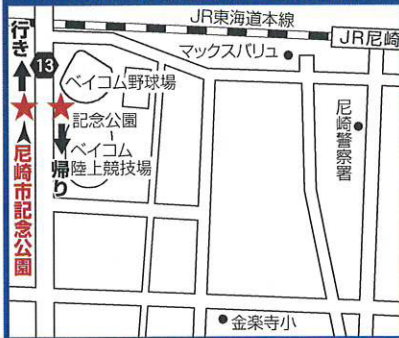 JR東海道本線
JR尼崎
マックスバリュ
行き
13
ベイコム野球場
記念公園
ベイコム
陸上競技場
帰り
尼崎市記念公園
尼崎警察署
金楽寺小